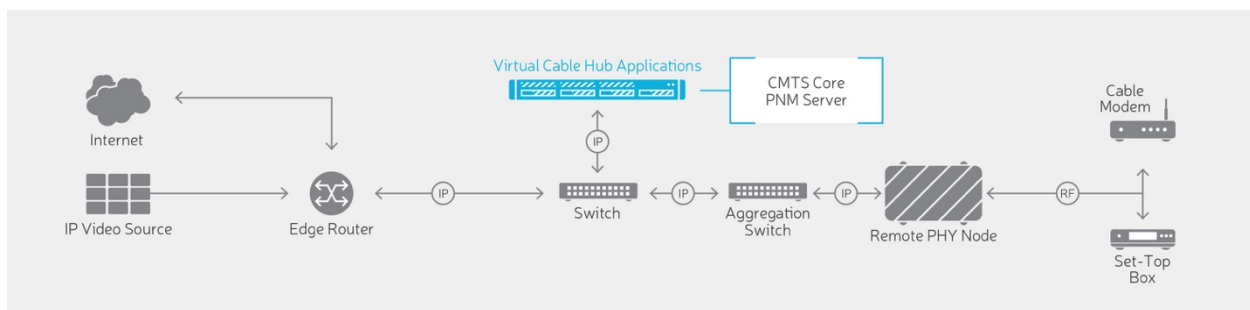 Virtual Cable Hub Applications
CMTS Core
PNM Server
Cable
Modem
Internet
IP
IP Video Source
Edge Router
IP
Switch
IP
Aggregation
Switch
IP
Remote PHY Node
RF
Set-Top
Box